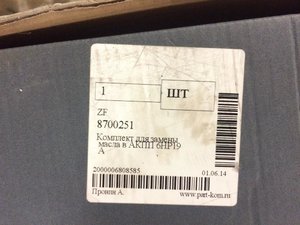 1 ШТ
ZF
8700251
Комплект для замены
масла в АКПП 6HP19
A
2000006808585
01.06.14
Пронин А.
www.part-kom.ru